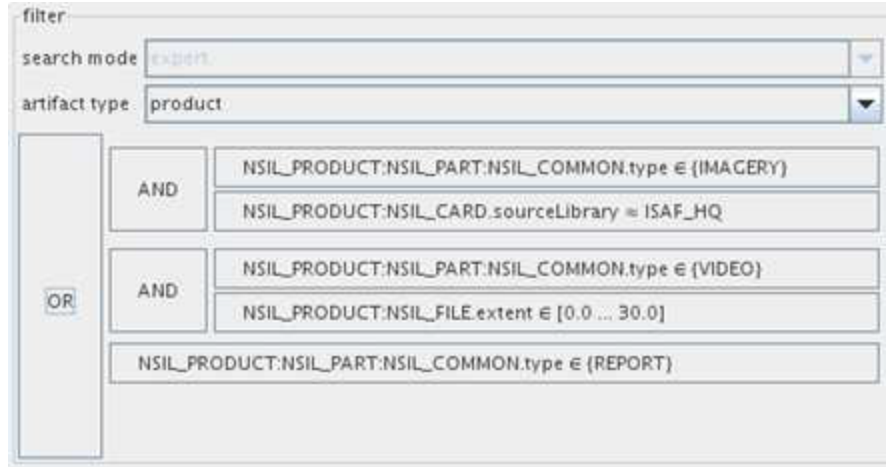 filter
search mode expert
artifact type product
NSIL_PRODUCT:NSIL_PART:NSIL_COMMON.type ∈ {IMAGERY}
AND
NSIL_PRODUCT:NSIL_CARD.sourceLibrary ≈ ISAF_HQ
NSIL_PRODUCT:NSIL_PART:NSIL_COMMON.type ∈ {VIDEO}
OR
AND
NSIL_PRODUCT:NSIL_FILE.extent ∈ [0.0 ... 30.0]
NSIL_PRODUCT:NSIL_PART:NSIL_COMMON.type ∈ {REPORT}